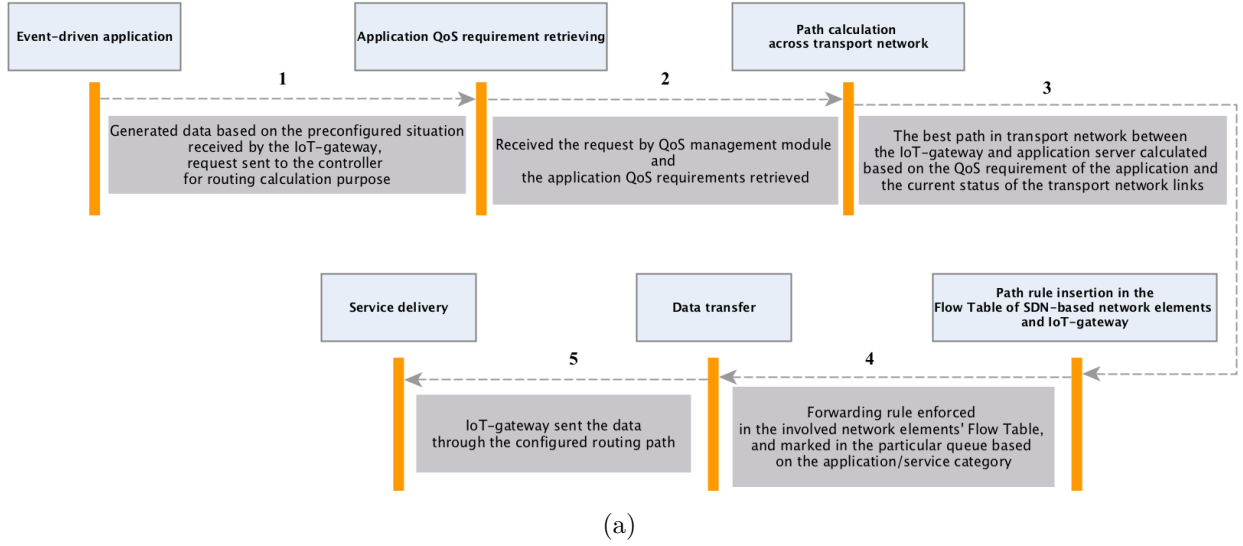 Event-driven application
Application QoS requirement retrieving
Path calculation
across transport network
1
2
3
Generated data based on the preconfigured situation
received by the IoT-gateway,
request sent to the controller
for routing calculation purpose
Received the request by QoS management module
and
the application QoS requirements retrieved
The best path in transport network between
the IoT-gateway and application server calculated
based on the QoS requirement of the application and
the current status of the transport network links
Service delivery
Data transfer
Path rule insertion in the
Flow Table of SDN-based network elements
and IoT-gateway
5
4
IoT-gateway sent the data
through the configured routing path
Forwarding rule enforced
in the involved network elements' Flow Table,
and marked in the particular queue based
on the application/service category
(a)